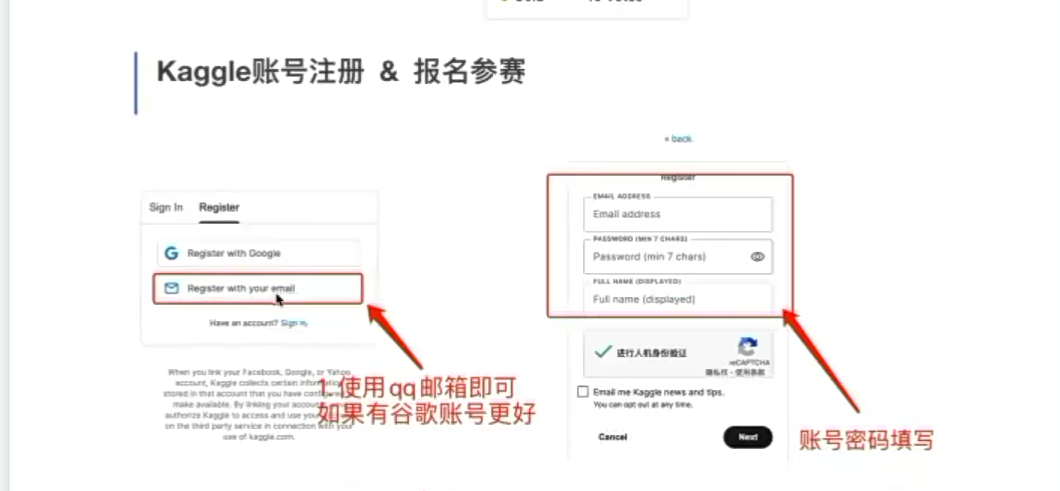 Kaggle账号注册 & 报名参赛
Sign In Register
Register with Google
Register with your email
Have an account? Sign in.
When you link your Facebook, Google, or Yahoo
account, Kaggle collects certain information
stored in that account that you have configured
make available. By linking your accounts
authorize Kaggle to access and use your
on the third party service in connection with your
use of kaggle.com.
1. 使用qq邮箱即可
如果有谷歌账号更好
< back
Register
EMAIL ADDRESS
Email address
PASSWORD (MIN 7 CHARS)
Password (min 7 chars)
FULL NAME (DISPLAYED)
Full name (displayed)
进行人机身份验证
reCAPTCHA
隐私权 - 使用条款
Email me Kaggle news and tips.
You can opt out at any time.
Cancel Next
账号密码填写